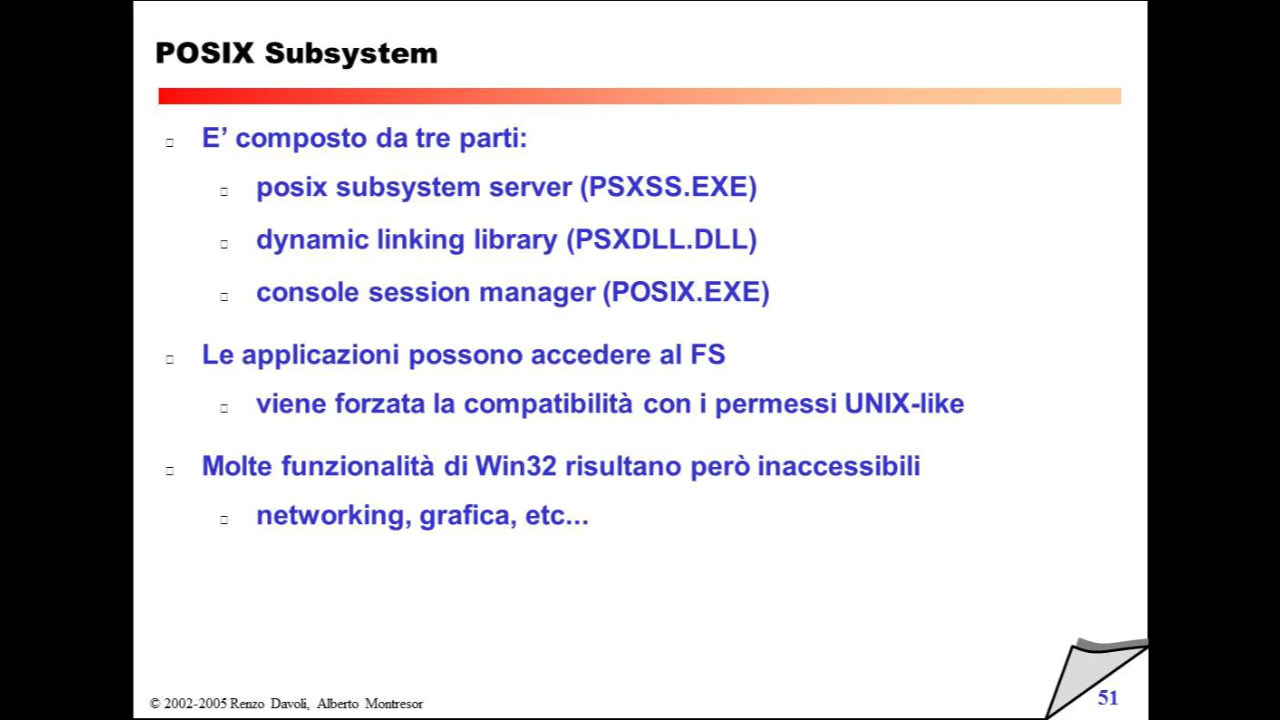 POSIX Subsystem
E’ composto da tre parti:
posix subsystem server (PSXSS.EXE)
dynamic linking library (PSXDLL.DLL)
console session manager (POSIX.EXE)
Le applicazioni possono accedere al FS
viene forzata la compatibilità con i permessi UNIX-like
Molte funzionalità di Win32 risultano però inaccessibili
networking, grafica, etc...
© 2002-2005 Renzo Davoli, Alberto Montresor
51